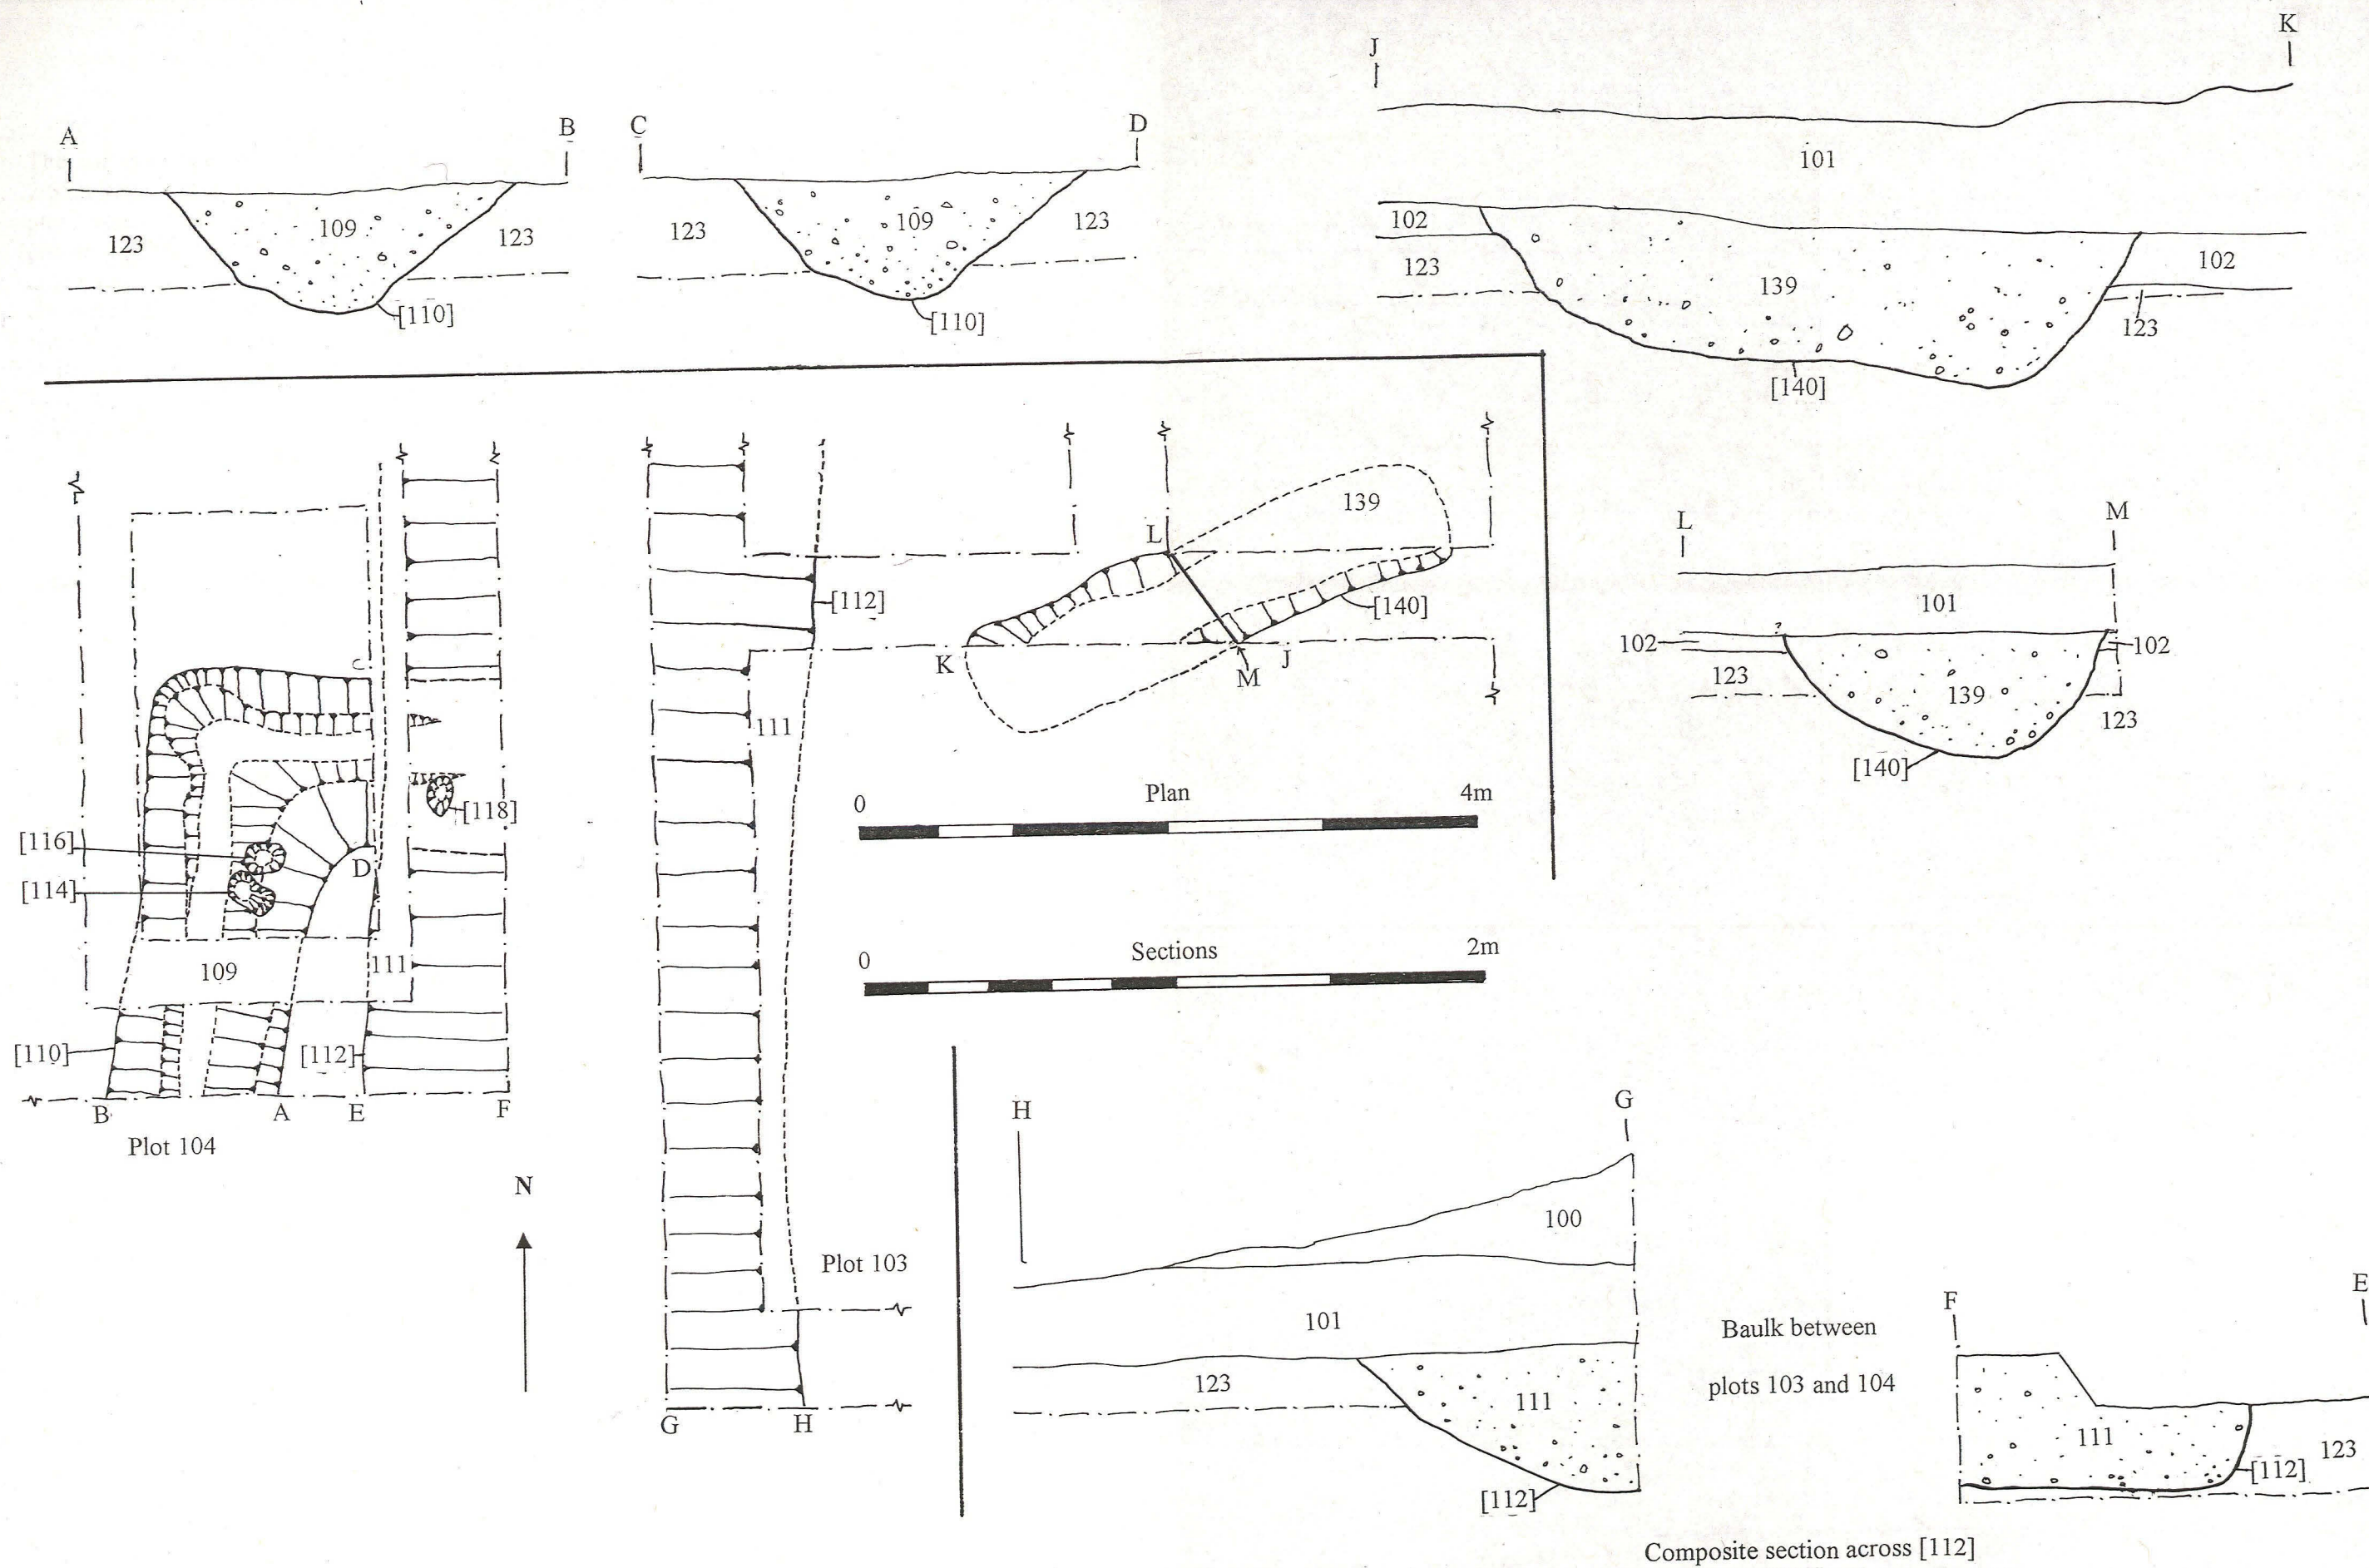 A
B
123
109
123
[110]
C
D
123
109
123
[110]
J
K
101
102
123
139
102
123
[140]
L
M
101
102
102
123
139
123
[140]
C
D
[116]
[114]
[118]
109
111
[110]
[112]
B
A
E
F
Plot 104
N
[112]
111
L
139
[140]
K
M
J
0
Plan
4m
0
Sections
2m
Plot 103
G
H
H
G
100
101
123
111
[112]
Baulk between
plots 103 and 104
F
E
111
[112]
123
Composite section across [112]